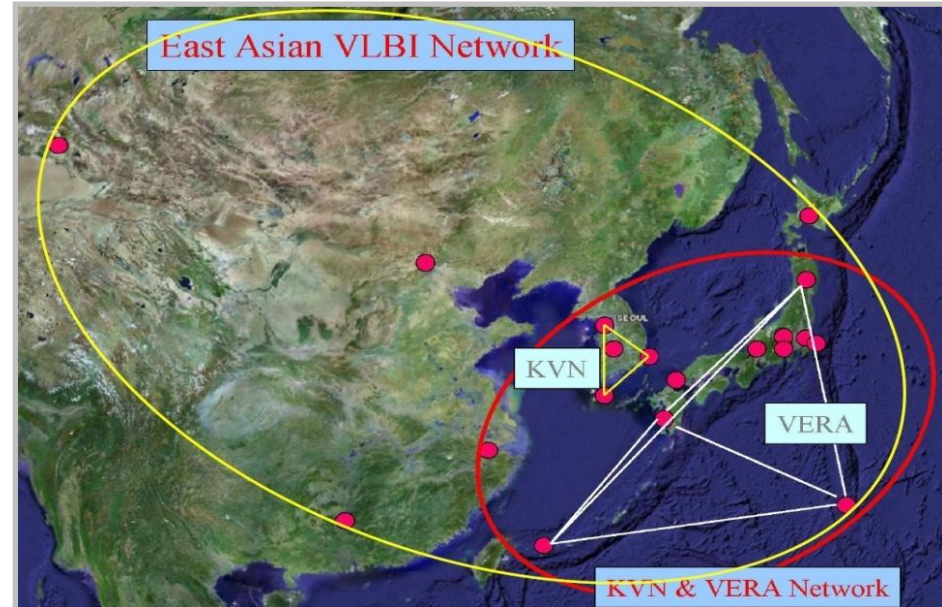 East Asian VLBI Network
SEOUL
KVN
VERA
KVN & VERA Network